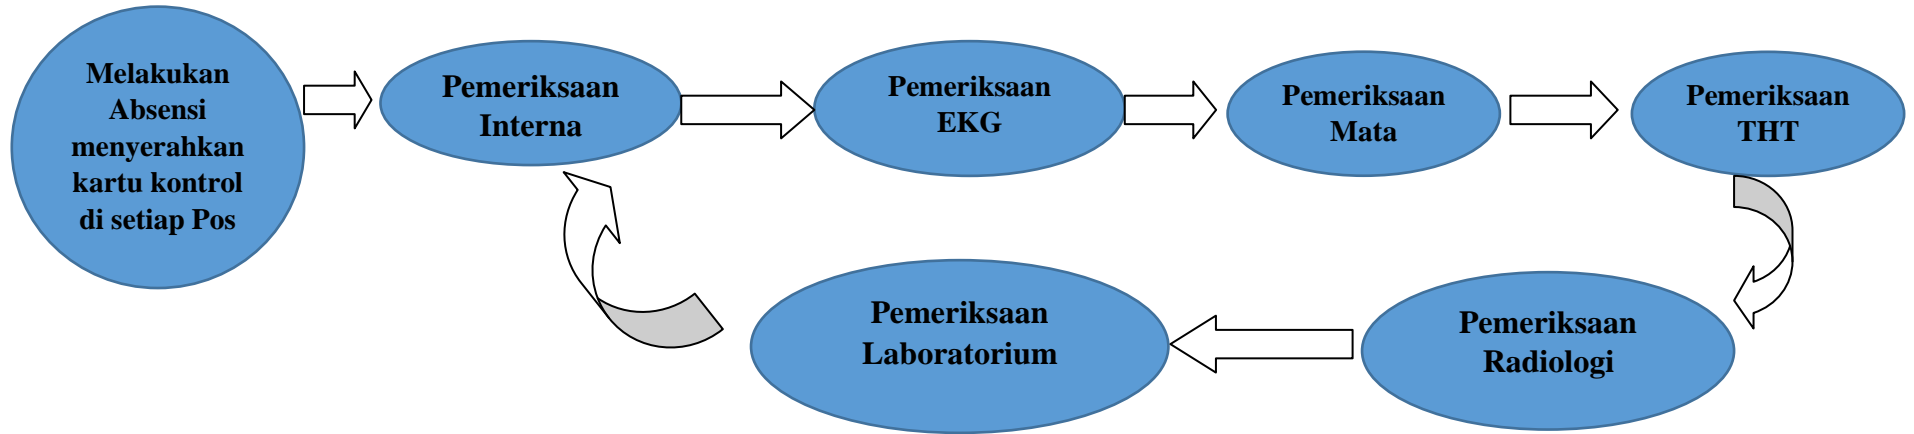 Melakukan
Absensi
menyerahkan
kartu kontrol
di setiap Pos
Pemeriksaan
Interna
Pemeriksaan
EKG
Pemeriksaan
Mata
Pemeriksaan
THT
Pemeriksaan
Radiologi
Pemeriksaan
Laboratorium